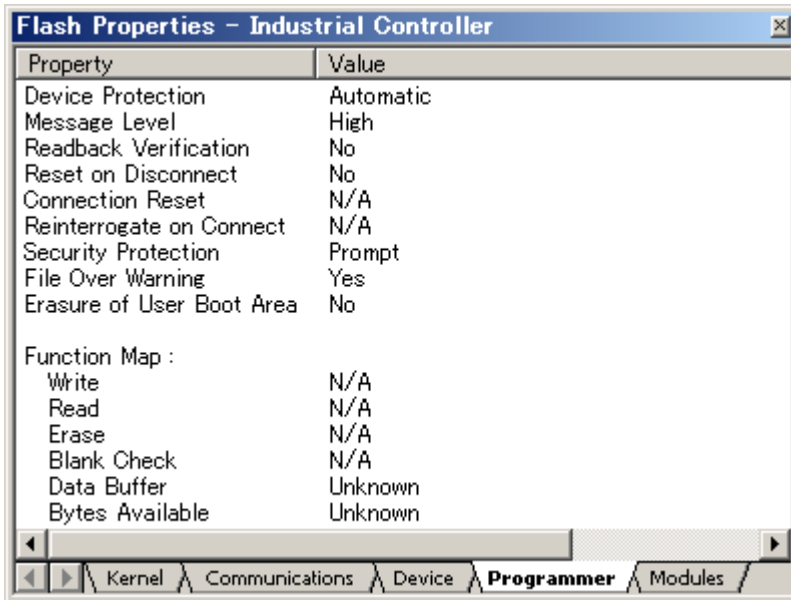 Flash Properties - Industrial Controller
Property Value
Device Protection Automatic
Message Level High
Readback Verification No
Reset on Disconnect No
Connection Reset N/A
Reinterrogate on Connect N/A
Security Protection Prompt
File Over Warning Yes
Erasure of User Boot Area No
Function Map :
Write N/A
Read N/A
Erase N/A
Blank Check N/A
Data Buffer Unknown
Bytes Available Unknown
Kernel Communications Device Programmer Modules